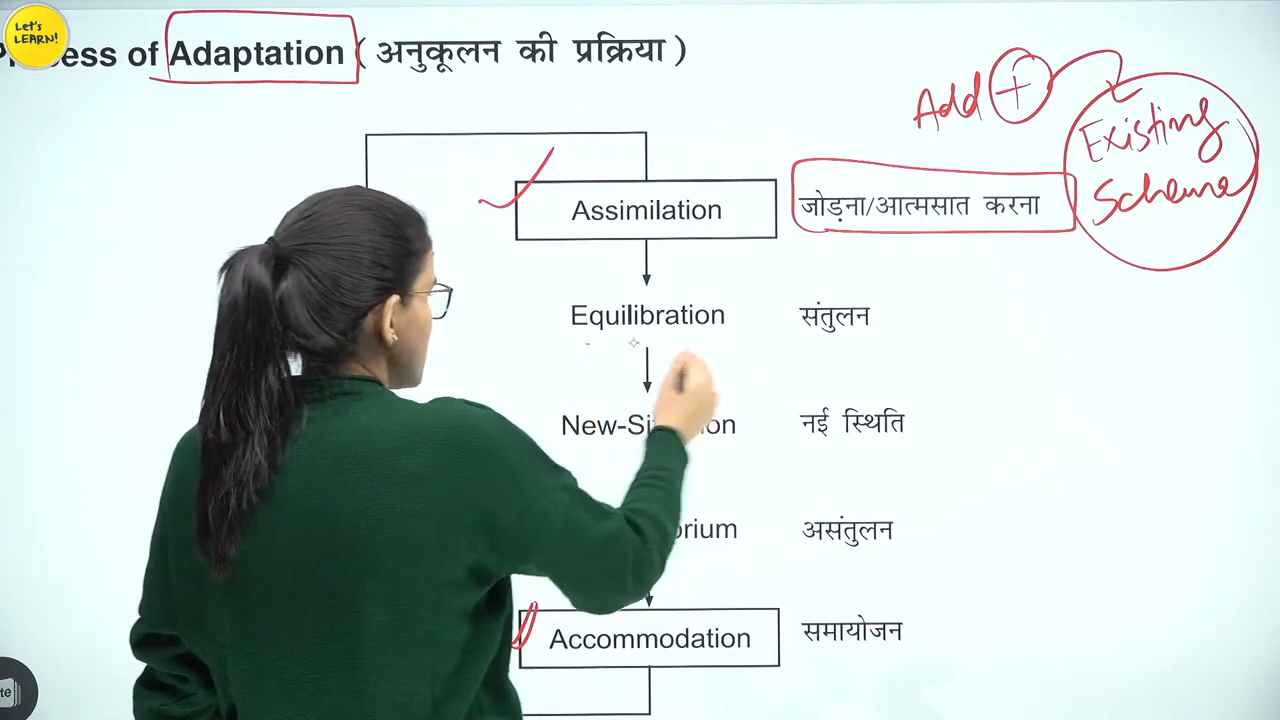 Let's
LEARN!
of Adaptation ( अनुकूलन की प्रक्रिया )
Add + Existing
Scheme
Assimilation जोड़ना/आत्मसात करना
Equilibration संतुलन
नई स्थिति
असंतुलन
Accommodation समायोजन